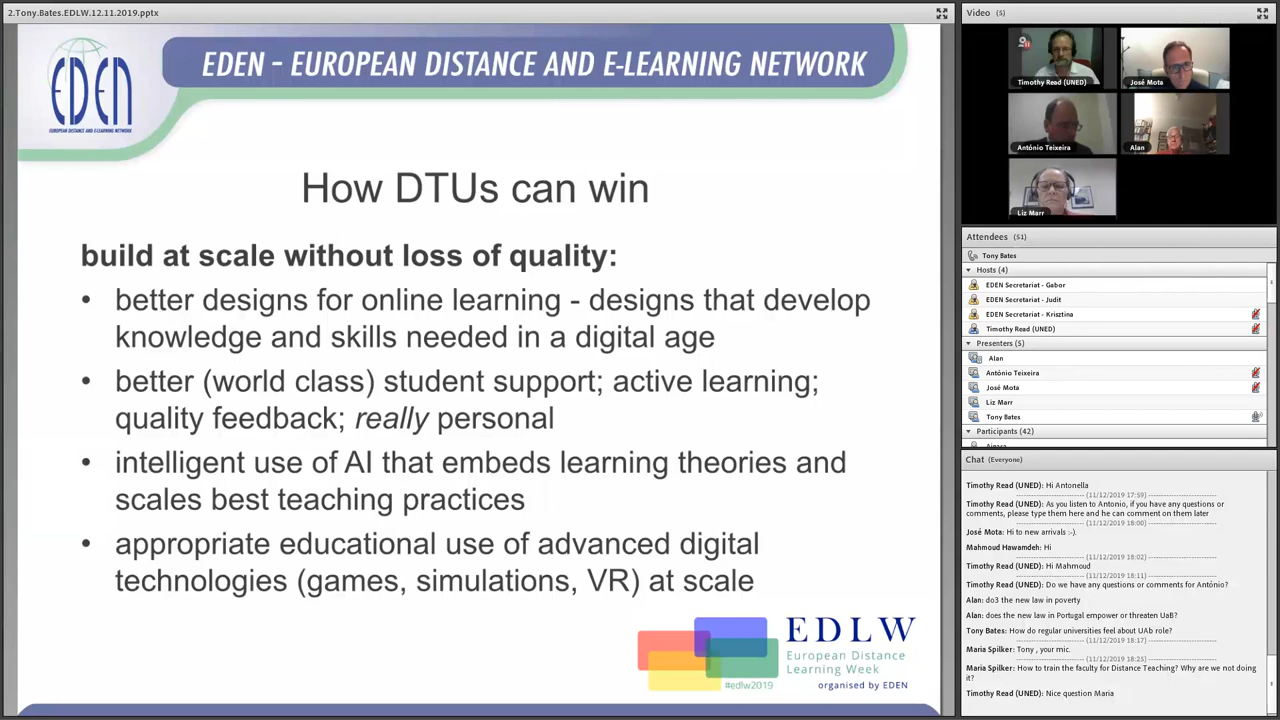 2.Tony.Bates.EDLW.12.11.2019.pptx
EDEN
EUROPEAN DISTANCE AND E-LEARNING NETWORK
EDEN - EUROPEAN DISTANCE AND E-LEARNING NETWORK
How DTUs can win
build at scale without loss of quality:
• better designs for online learning - designs that develop
knowledge and skills needed in a digital age
• better (world class) student support; active learning;
quality feedback; really personal
• intelligent use of AI that embeds learning theories and
scales best teaching practices
• appropriate educational use of advanced digital
technologies (games, simulations, VR) at scale
EDLW
European Distance
Learning Week
#edlw2019
organised by EDEN
Video (5)
Timothy Read (UNED)
José Mota
António Teixeira
Alan
Liz Marr
Attendees (51)
Tony Bates
Hosts (4)
EDEN Secretariat - Gabor
EDEN Secretariat - Judit
EDEN Secretariat - Krisztina
Timothy Read (UNED)
Presenters (5)
Alan
António Teixeira
José Mota
Liz Marr
Tony Bates
Participants (42)
Chat (Everyone)
Timothy Read (UNED): Hi Antonella
(11/12/2019 17:59)
Timothy Read (UNED): As you listen to Antonio, if you have any questions or
comments, please type them here and he can comment on them later
(11/12/2019 18:00)
José Mota: Hi to new arrivals :-).
Mahmoud Hawamdeh: Hi
(11/12/2019 18:02)
Timothy Read (UNED): Hi Mahmoud
(11/12/2019 18:11)
Timothy Read (UNED): Do we have any questions or comments for António?
Alan: do3 the new law in poverty
Alan: does the new law in Portugal empower or threaten UaB?
Tony Bates: How do regular universities feel about UAb role?
(11/12/2019 18:17)
Maria Spilker: Tony , your mic.
(11/12/2019 18:25)
Maria Spilker: How to train the faculty for Distance Teaching? Why are we not doing
it?
Timothy Read (UNED): Nice question Maria